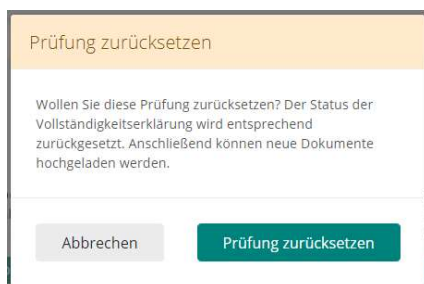 Prüfung zurücksetzen
Wollen Sie diese Prüfung zurücksetzen? Der Status der
Vollständigkeitserklärung wird entsprechend
zurückgesetzt. Anschließend können neue Dokumente
hochgeladen werden.
Abbrechen
Prüfung zurücksetzen